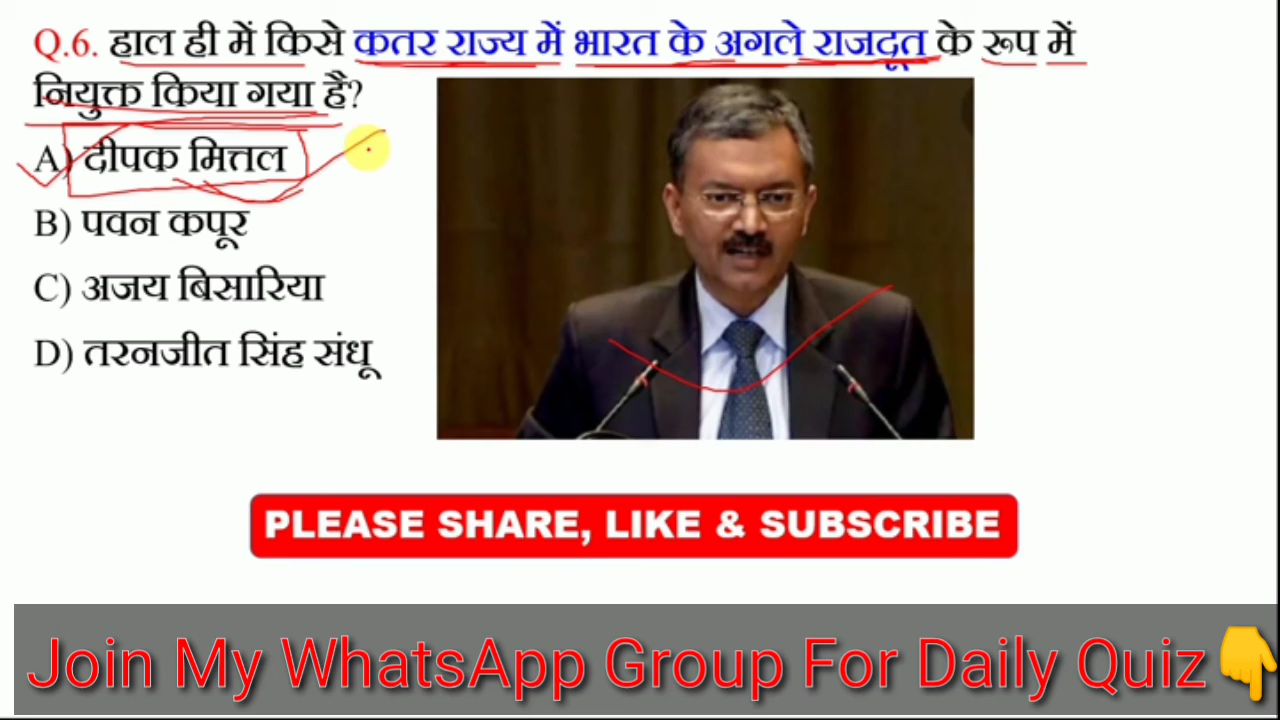 Q.6. हाल ही में किसे कतर राज्य में भारत के अगले राजदूत के रूप में
नियुक्त किया गया है?
A) दीपक मित्तल
B) पवन कपूर
C) अजय बिसारिया
D) तरनजीत सिंह संधू
PLEASE SHARE, LIKE & SUBSCRIBE
Join My WhatsApp Group For Daily Quiz👇